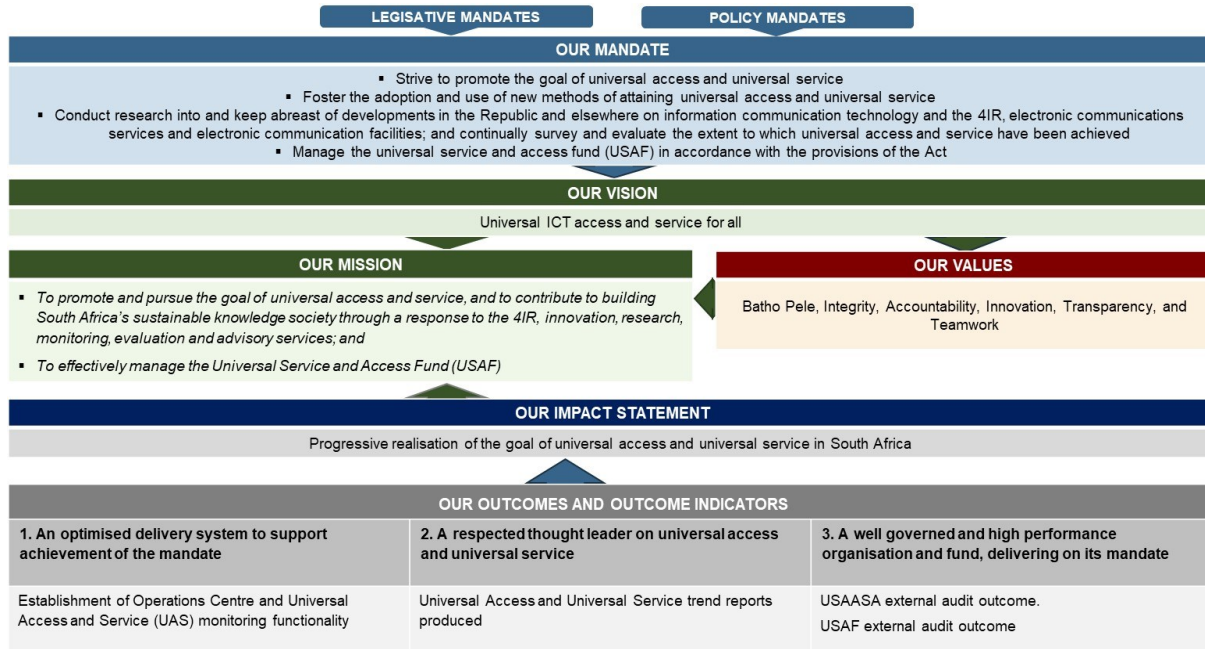 LEGISATIVE MANDATES
POLICY MANDATES
OUR MANDATE
▪ Strive to promote the goal of universal access and universal service
▪ Foster the adoption and use of new methods of attaining universal access and universal service
▪ Conduct research into and keep abreast of developments in the Republic and elsewhere on information communication technology and the 4IR, electronic communications
services and electronic communication facilities; and continually survey and evaluate the extent to which universal access and service have been achieved
▪ Manage the universal service and access fund (USAF) in accordance with the provisions of the Act
OUR VISION
Universal ICT access and service for all
OUR MISSION
▪ To promote and pursue the goal of universal access and service, and to contribute to building
South Africa's sustainable knowledge society through a response to the 4IR, innovation, research,
monitoring, evaluation and advisory services; and
▪ To effectively manage the Universal Service and Access Fund (USAF)
OUR VALUES
Batho Pele, Integrity, Accountability, Innovation, Transparency, and
Teamwork
OUR IMPACT STATEMENT
Progressive realisation of the goal of universal access and universal service in South Africa
OUR OUTCOMES AND OUTCOME INDICATORS
1. An optimised delivery system to support
achievement of the mandate
2. A respected thought leader on universal access
and universal service
3. A well governed and high performance
organisation and fund, delivering on its mandate
Establishment of Operations Centre and Universal
Access and Service (UAS) monitoring functionality
Universal Access and Universal Service trend reports
produced
USAASA external audit outcome.
USAF external audit outcome